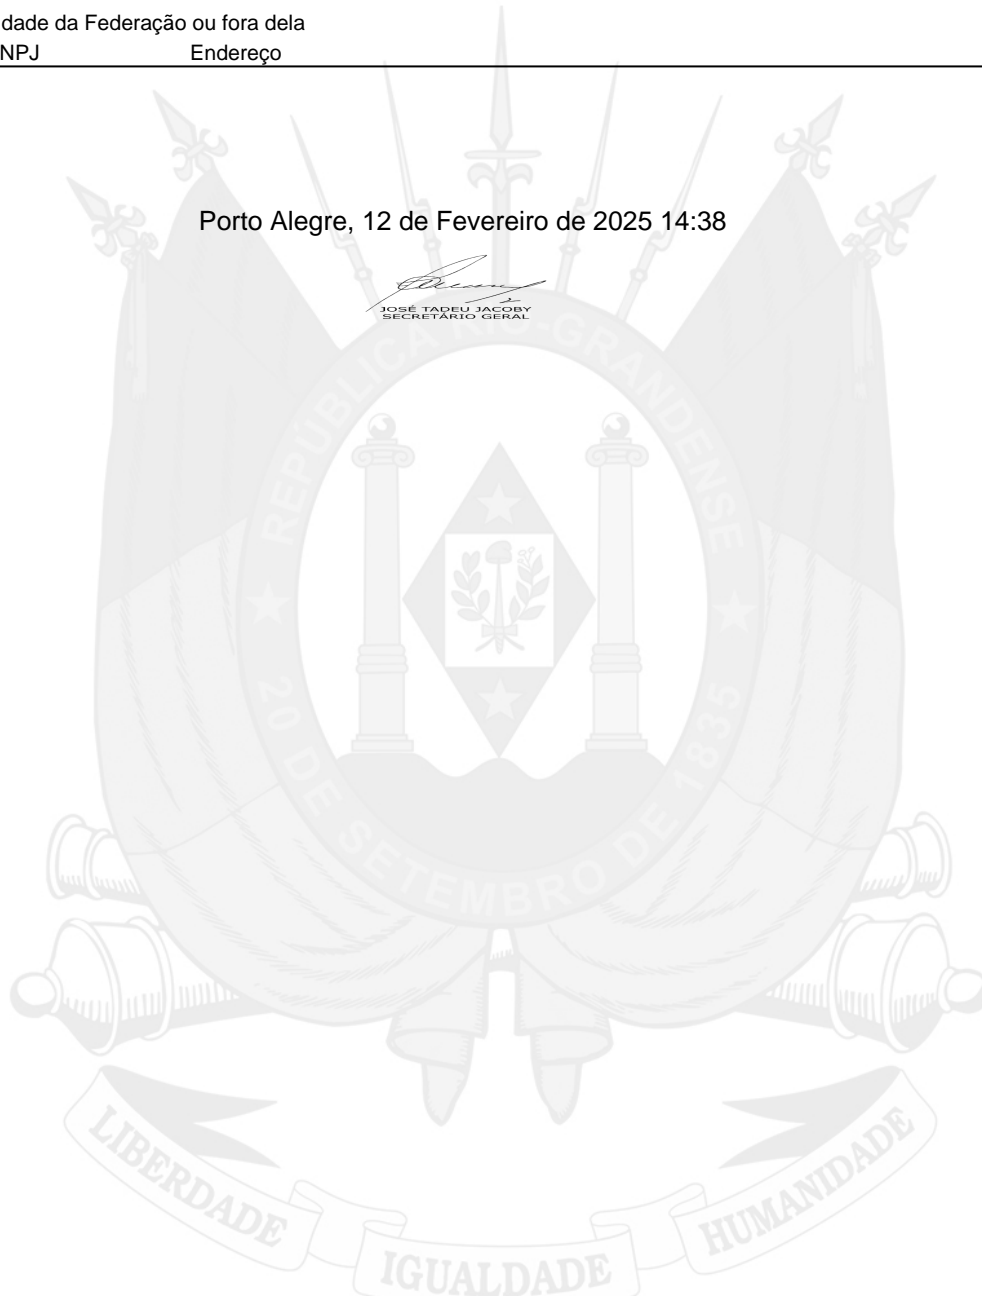 dade da Federação ou fora dela
NPJ Endereço
Porto Alegre, 12 de Fevereiro de 2025 14:38
JOSÉ TADEU JACOBY
SECRETÁRIO GERAL
REPÚBLICA RIO-GRANDENSE
20 DE SETEMBRO DE 1835
LIBERDADE
IGUALDADE
HUMANIDADE